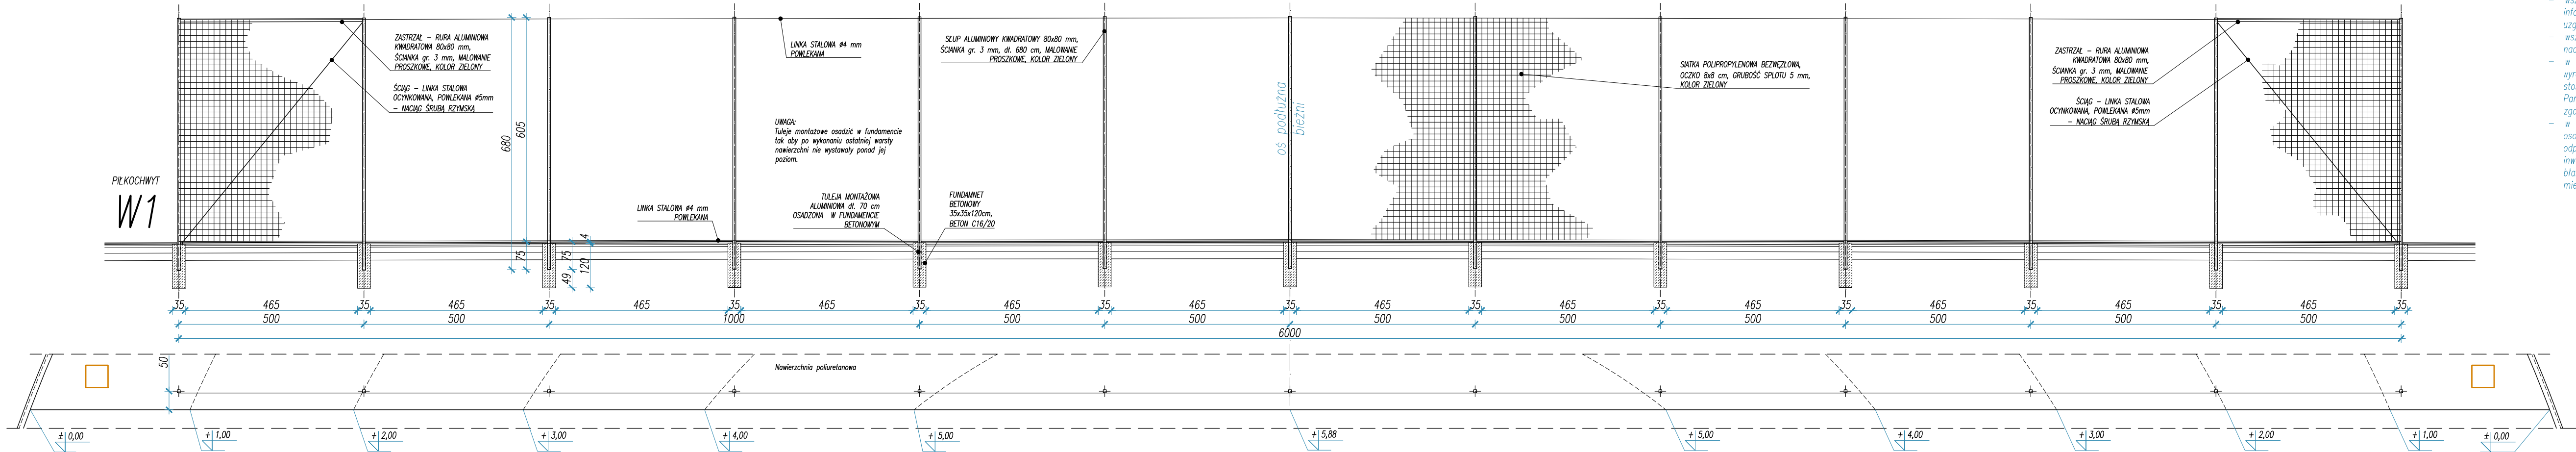 ZASTRZAŁ – RURA ALUMINIOWA
KWADRATOWA 80x80 mm,
ŚCIANKA gr. 3 mm, MALOWANIE
PROSZKOWE, KOLOR ZIELONY
ŚCIĄG – LINKA STALOWA
OCYNKOWANA, POWLEKANA #5mm
– NACIĄG ŚRUBĄ RZYMSKĄ
LINKA STALOWA #4 mm
POWLEKANA
SŁUP ALUMINIOWY KWADRATOWY 80x80 mm,
ŚCIANKA gr. 3 mm, dł. 680 cm, MALOWANIE
PROSZKOWE, KOLOR ZIELONY
SIATKA POLIPROPYLENOWA BEZWĘZŁOWA,
OCZKO 8x8 cm, GRUBOŚĆ SPLOTU 5 mm,
KOLOR ZIELONY
ZASTRZAŁ – RURA ALUMINIOWA
KWADRATOWA 80x80 mm,
ŚCIANKA gr. 3 mm, MALOWANIE
PROSZKOWE, KOLOR ZIELONY
ŚCIĄG – LINKA STALOWA
OCYNKOWANA, POWLEKANA #5mm
– NACIĄG ŚRUBĄ RZYMSKĄ
oś podłużna
bieżni
680
605
UWAGA:
Tuleje montażowe osadzić w fundamencie
tak aby po wykonaniu ostatniej warsty
nawierzchni nie wystawały ponad jej
poziom.
PIŁKOCHWYT
W1
LINKA STALOWA #4 mm
POWLEKANA
TULEJA MONTAŻOWA
ALUMINIOWA dł. 70 cm
OSADZONA W FUNDAMENCIE
BETONOWYM
FUNDAMNET
BETONOWY
35x35x120cm,
BETON C16/20
75
75
49
4
120
35 465 35 465 35 465 35 465 35 465 35 465 35 465 35 465 35 465 35 465 35 465 35 465 35
500 500 1000 500 500 500 500 500 500 500 500
6000
50
Nawierzchnia poliuretanowa
± 0,00
+ 1,00
+ 2,00
+ 3,00
+ 4,00
+ 5,00
+ 5,88
+ 5,00
+ 4,00
+ 3,00
+ 2,00
+ 1,00
± 0,00